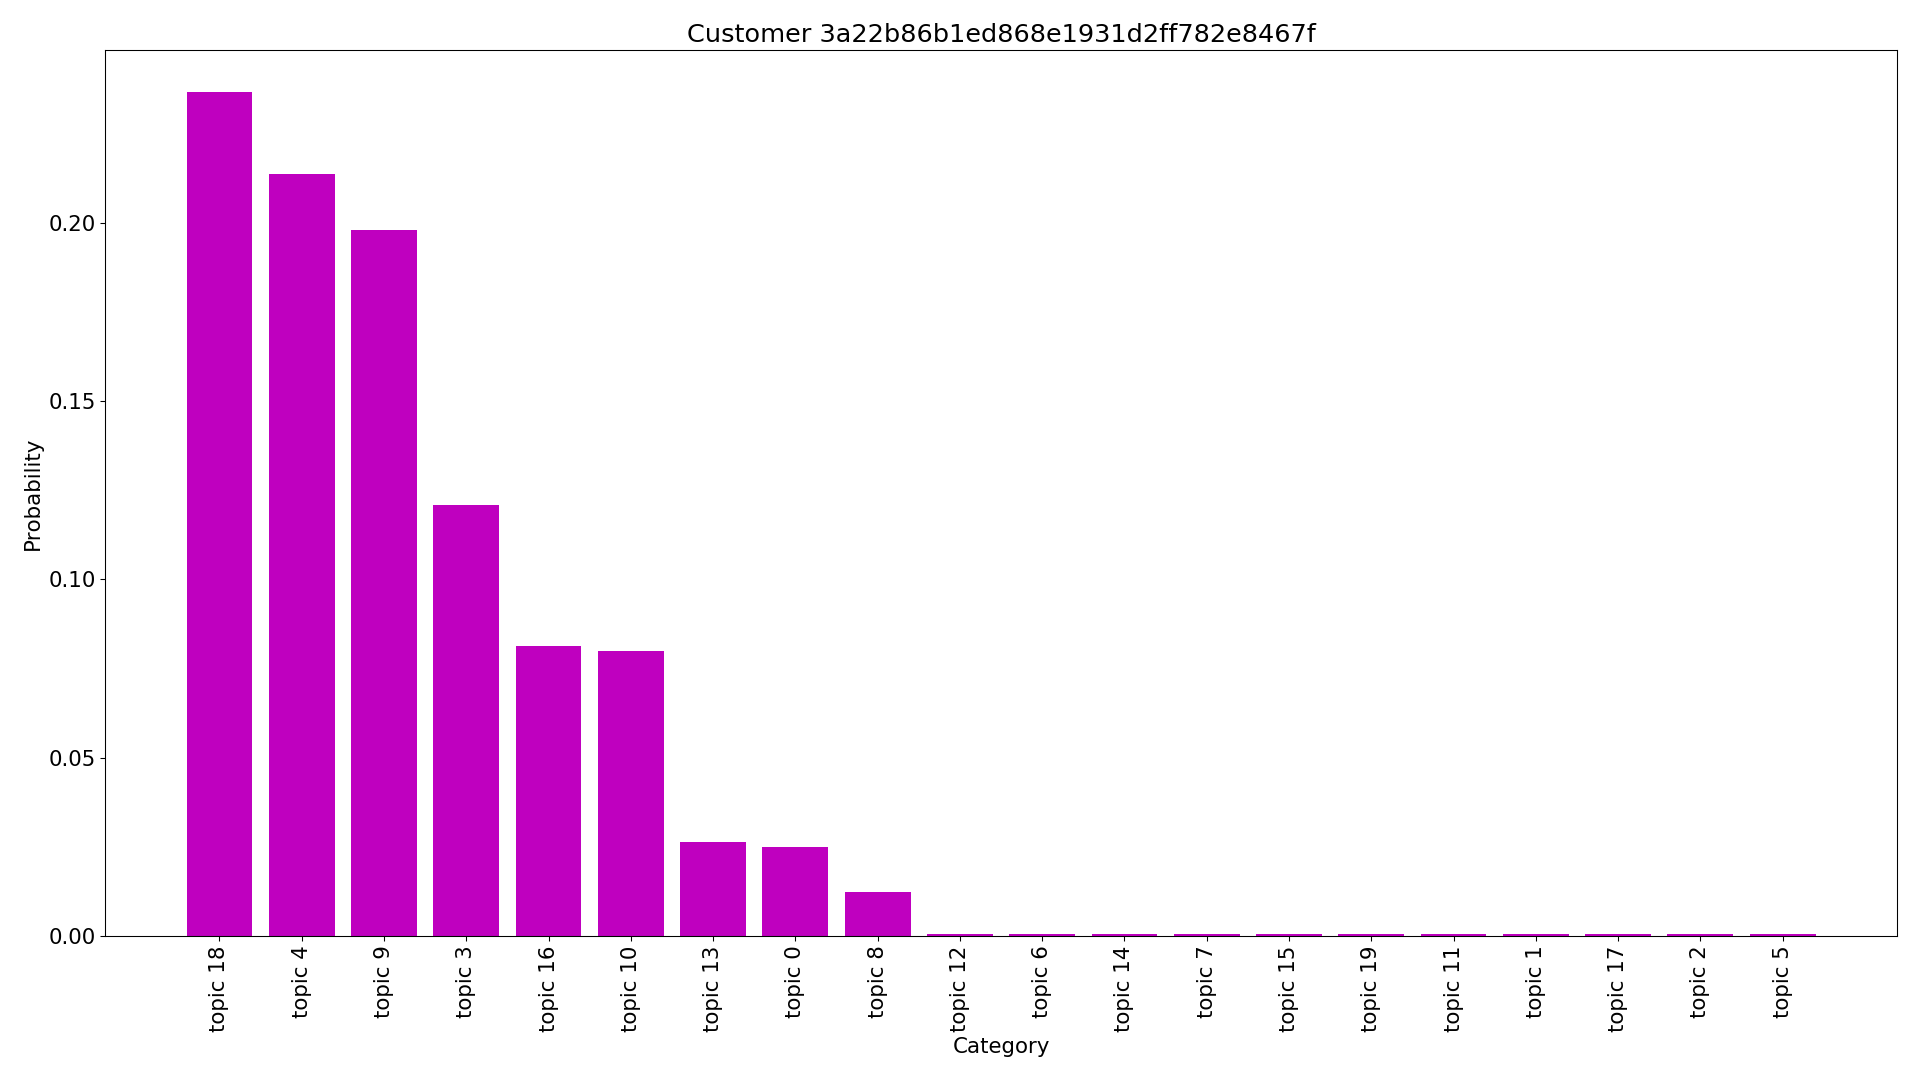 Customer 3a22b86b1ed868e1931d2ff782e8467f
Probability
0.20
0.15
0.10
0.05
0.00
topic 18
topic 4
topic 9
topic 3
topic 16
topic 10
topic 13
topic 0
topic 8
topic 12
topic 6
topic 14
topic 7
topic 15
topic 19
topic 11
topic 1
topic 17
topic 2
topic 5
Category